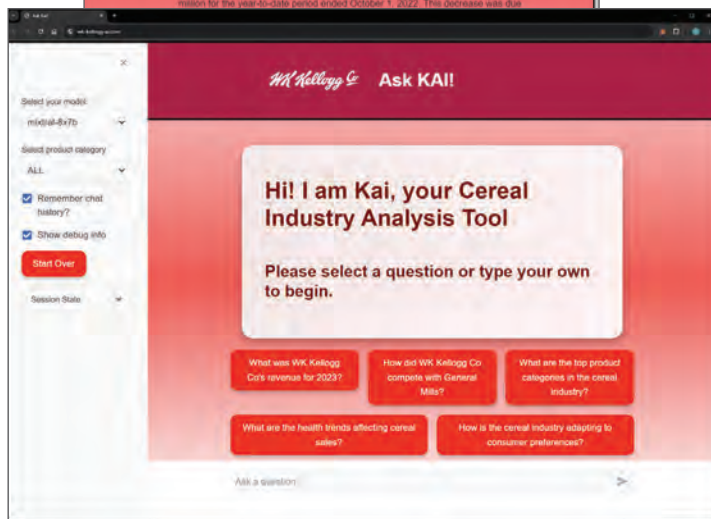 million for the year-to-date period ended October 1, 2022. This decrease was due
Ask Kai!
wk-kellogg-ai.com
WK Kellogg Co Ask KAI!
Select your model:
mixtral-8x7b
Select product category
ALL
Remember chat
history?
Show debug info
Start Over
Session State
Hi! I am Kai, your Cereal
Industry Analysis Tool
Please select a question or type your own
to begin.
What was WK Kellogg
Co's revenue for 2023?
How did WK Kellogg Co
compete with General
Mills?
What are the top product
categories in the cereal
industry?
What are the health trends affecting cereal
sales?
How is the cereal industry adapting to
consumer preferences?
Ask a question